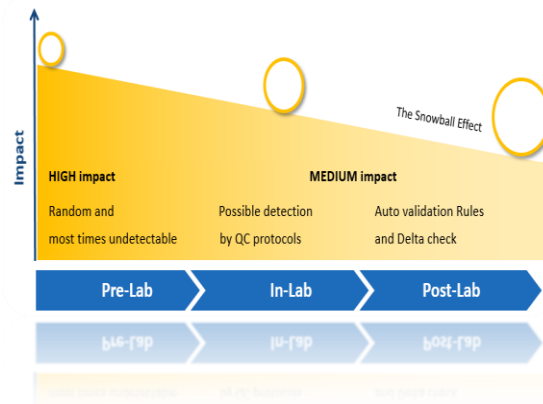 The Snowball Effect
Impact
HIGH impact
MEDIUM impact
Random and
most times undetectable
Possible detection
by QC protocols
Auto validation Rules
and Delta check
Pre-Lab
In-Lab
Post-Lab